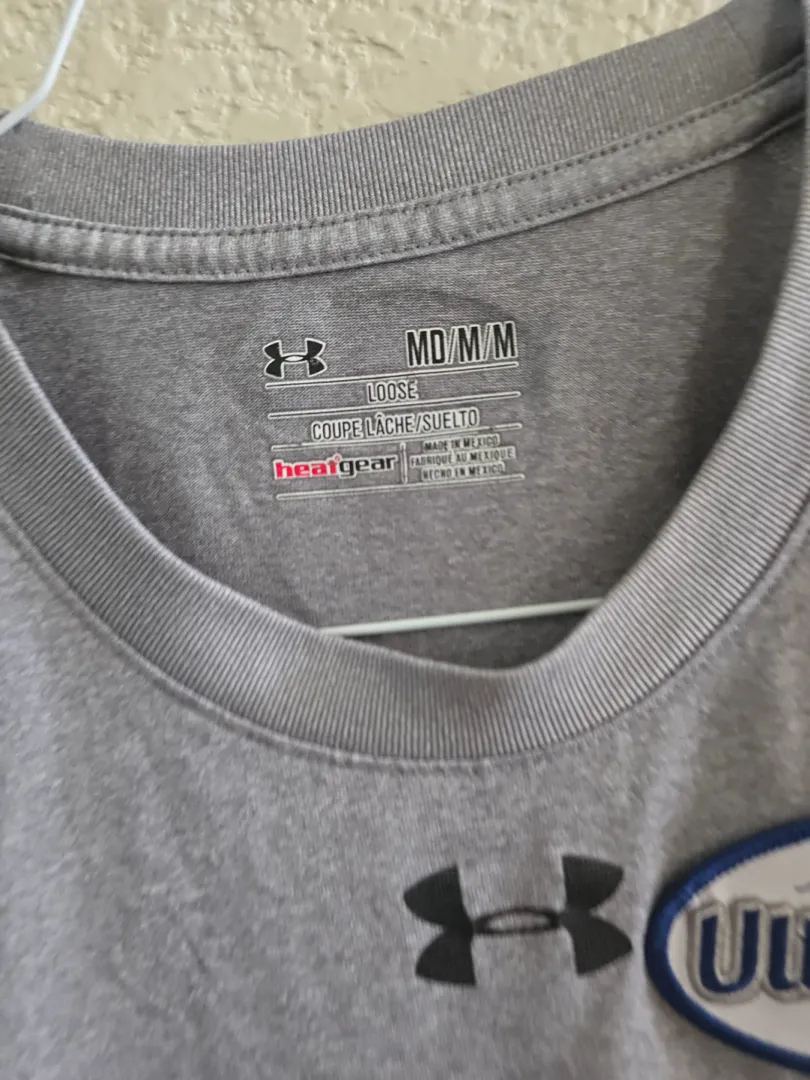 MD/M/M
LOOSE
COUPE LÂCHE/SUELTO
heatgear
MADE IN MEXICO
FABRIQUÉ AU MEXIQUE
HECHO EN MEXICO